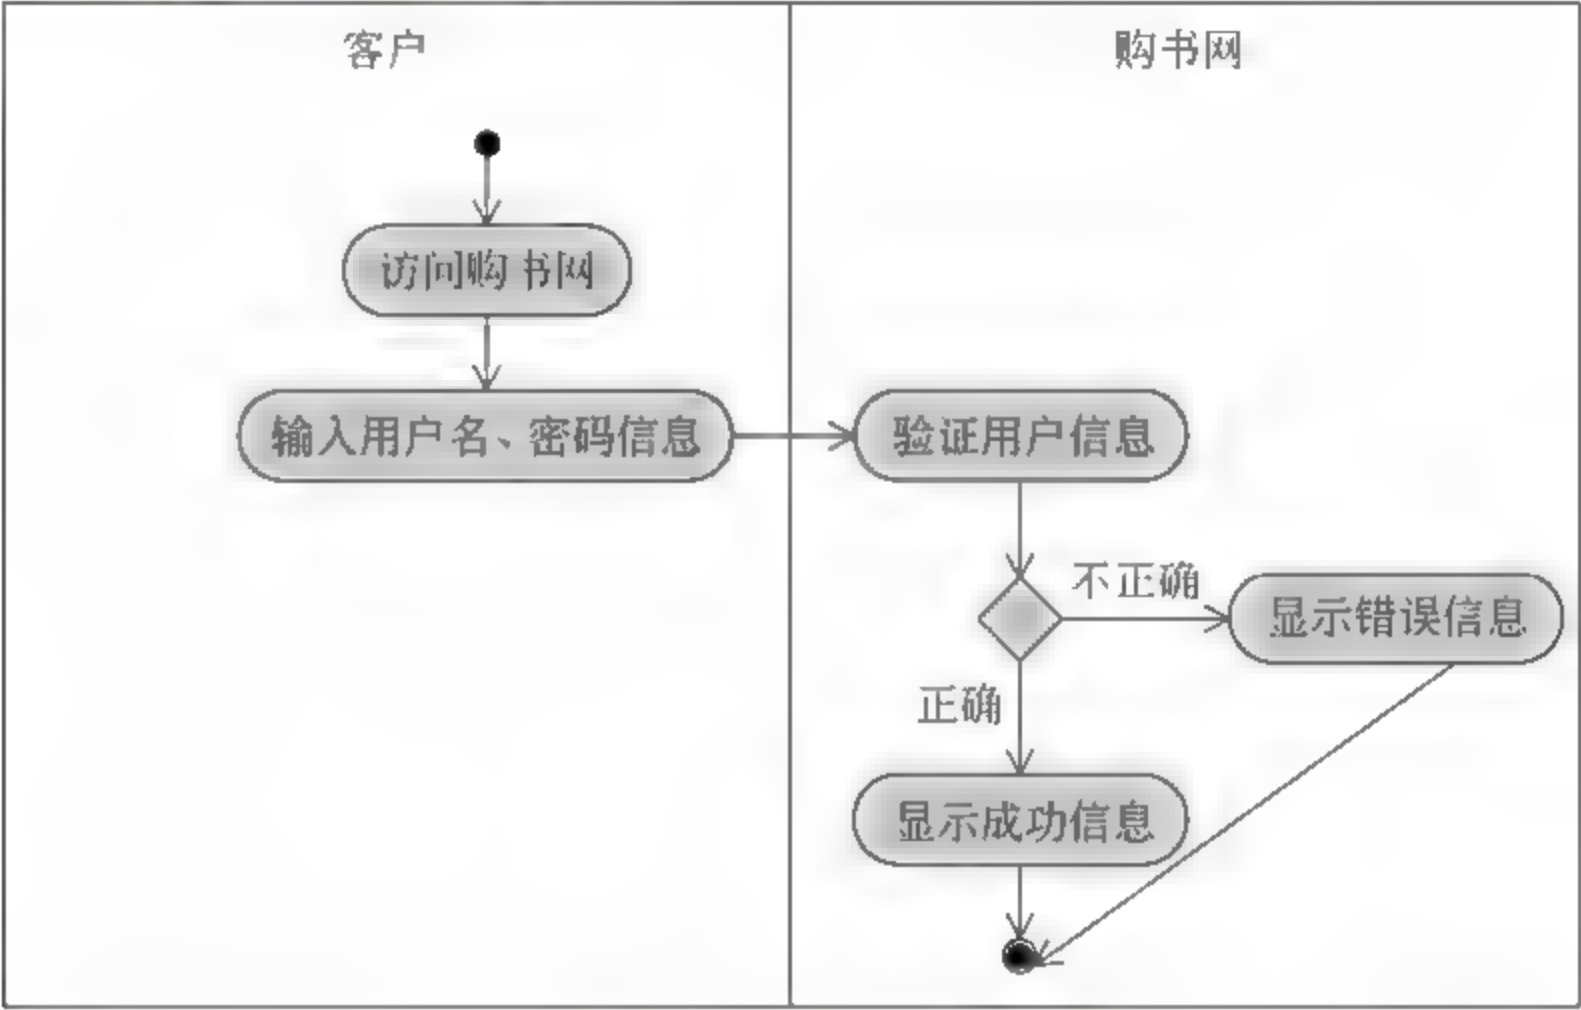 客户
购书网
访问购书网
输入用户名、密码信息
验证用户信息
不正确
显示错误信息
正确
显示成功信息